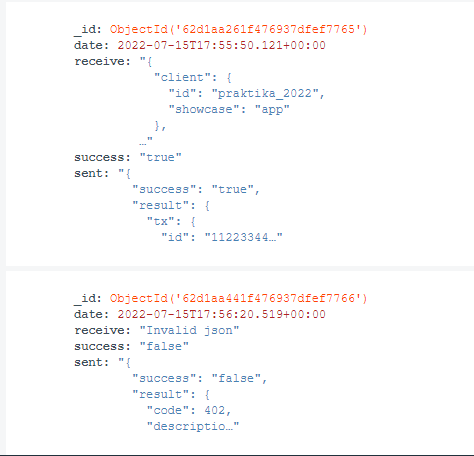 _id: ObjectId('62d1aa261f476937dfef7765')
date: 2022-07-15T17:55:50.121+00:00
receive: "{
"client": {
"id": "praktika_2022",
"showcase": "app"
},
…"
success: "true"
sent: "{
"success": "true",
"result": {
"tx": {
"id": "11223344…"
_id: ObjectId('62d1aa441f476937dfef7766')
date: 2022-07-15T17:56:20.519+00:00
receive: "Invalid json"
success: "false"
sent: "{
"success": "false",
"result": {
"code": 402,
"descriptio…"